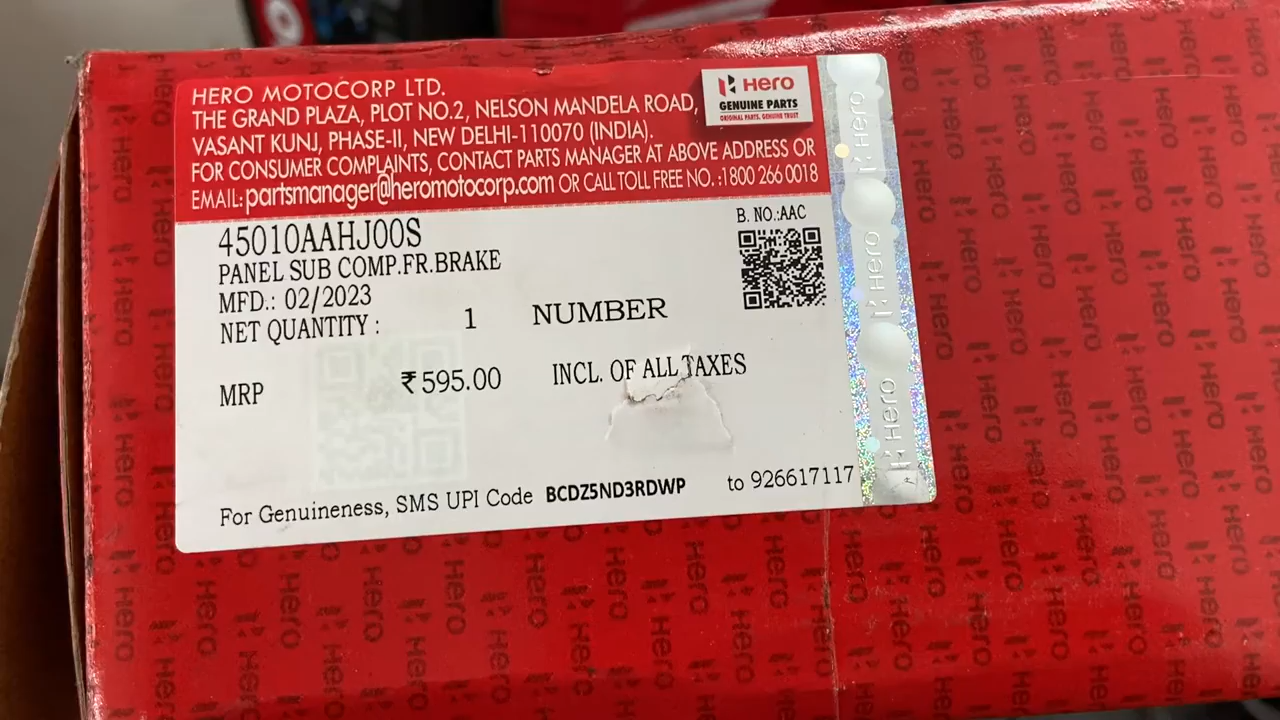 HERO MOTOCORP LTD.
THE GRAND PLAZA, PLOT NO.2, NELSON MANDELA ROAD,
VASANT KUNJ, PHASE-II, NEW DELHI-110070 (INDIA).
FOR CONSUMER COMPLAINTS, CONTACT PARTS MANAGER AT ABOVE ADDRESS OR
EMAIL: partsmanager@heromotocorp.com OR CALL TOLL FREE NO. :1800 266 0018
Hero
GENUINE PARTS
ORIGINAL PARTS. GENUINE TRUST
B. NO.:AAC
45010AAHJ00S
PANEL SUB COMP.FR.BRAKE
MFD.: 02/2023
NET QUANTITY : 1 NUMBER
MRP ₹595.00 INCL. OF ALL TAXES
For Genuineness, SMS UPI Code BCDZ5ND3RDWP to 926617117
Hero
Hero
Hero